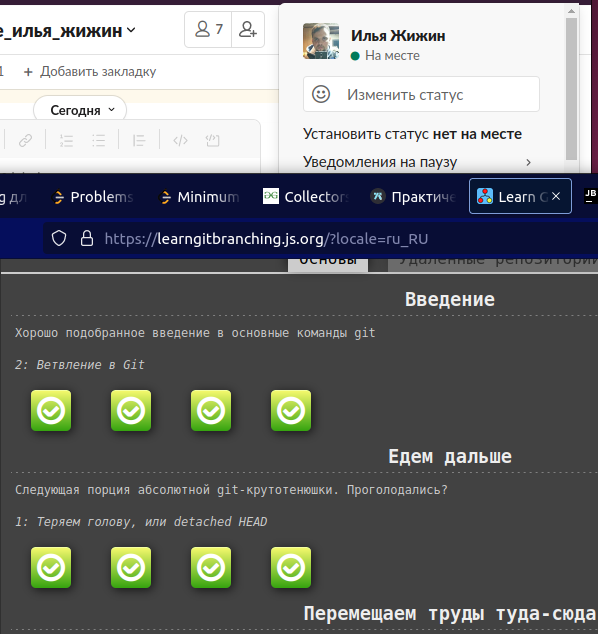 е_илья_жижин
7
Илья Жижин
На месте
1 + Добавить закладку
Изменить статус
Сегодня
Установить статус нет на месте
Уведомления на паузу
Problems
Minimum
Collector
Практиче
Learn G
JB
https://learngitbranching.js.org/?locale=ru_RU
Основы
Удаленные репозитории
Введение
Хорошо подобранное введение в основные команды git
2: Ветвление в Git
Едем дальше
Следующая порция абсолютной git-крутотенюшки. Проголодались?
1: Теряем голову, или detached HEAD
Перемещаем труды туда-сюда